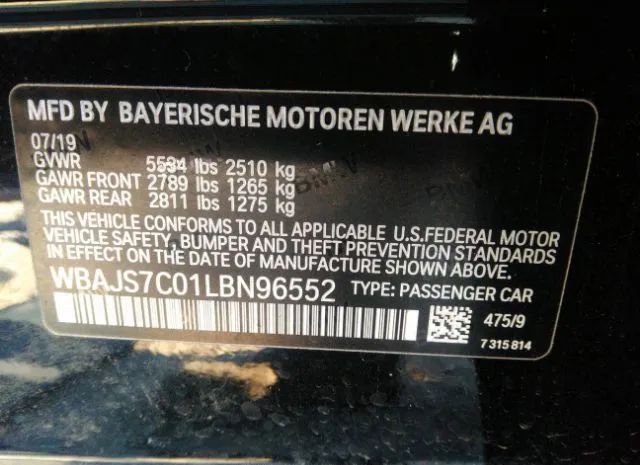 MFD BY BAYERISCHE MOTOREN WERKE AG
07/19
GVWR 5534 lbs 2510 kg
GAWR FRONT 2789 lbs 1265 kg
GAWR REAR 2811 lbs 1275 kg
THIS VEHICLE CONFORMS TO ALL APPLICABLE U.S.FEDERAL MOTOR
VEHICLE SAFETY, BUMPER AND THEFT PREVENTION STANDARDS
IN EFFECT ON THE DATE OF MANUFACTURE SHOWN ABOVE.
WBAJS7C01LBN96552 TYPE: PASSENGER CAR
475/9
7 315 814